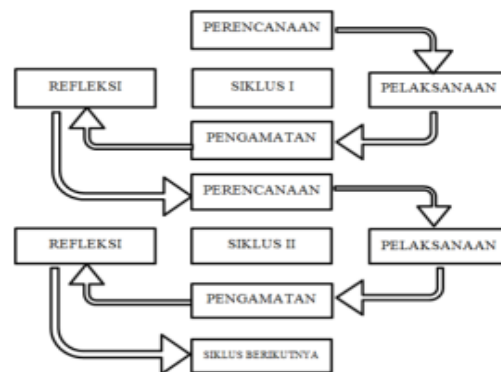 PERENCANAAN
REFLEKSI
SIKLUS I
PELAKSANAAN
PENGAMATAN
PERENCANAAN
REFLEKSI
SIKLUS II
PELAKSANAAN
PENGAMATAN
SIKLUS BERIKUTNYA